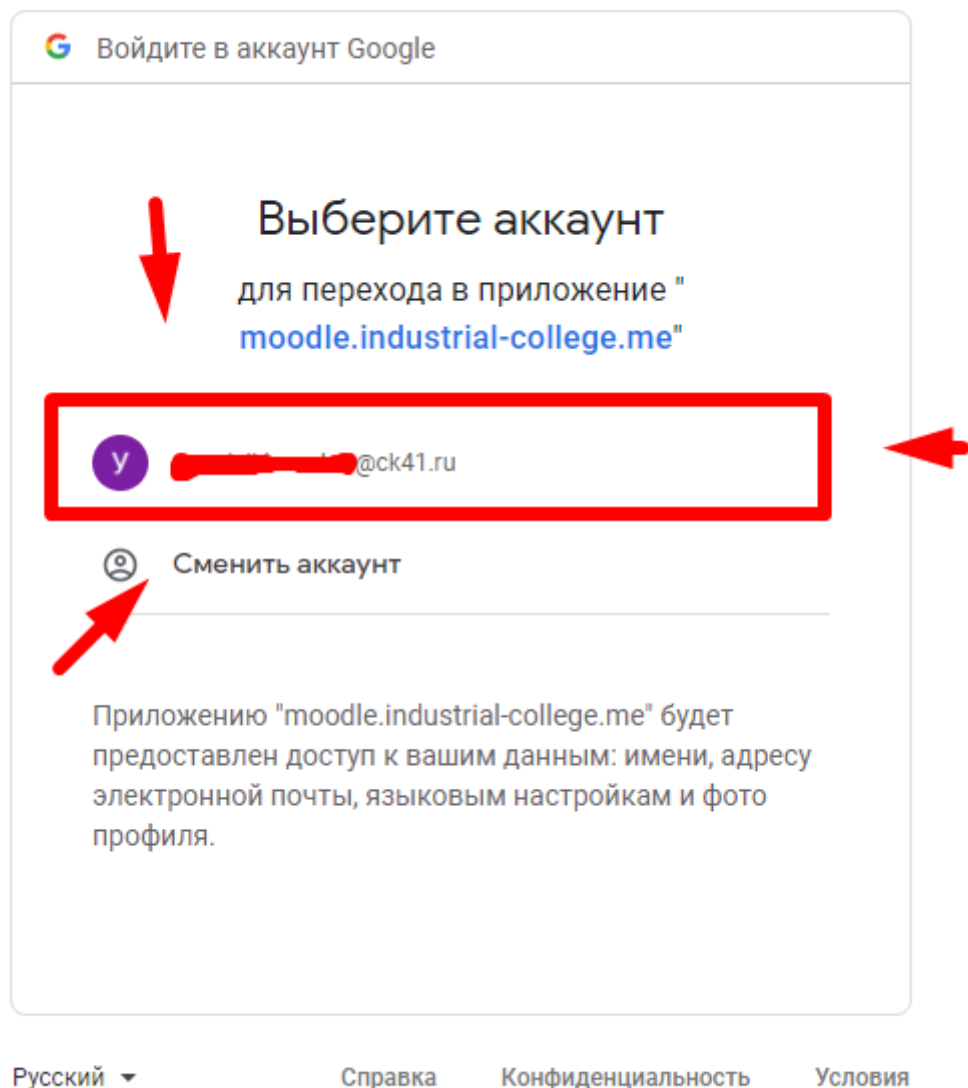 Войдите в аккаунт Google
Выберите аккаунт
для перехода в приложение "
moodle.industrial-college.me"
У
@ck41.ru
Сменить аккаунт
Приложению "moodle.industrial-college.me" будет
предоставлен доступ к вашим данным: имени, адресу
электронной почты, языковым настройкам и фото
профиля.
Русский Справка Конфиденциальность Условия